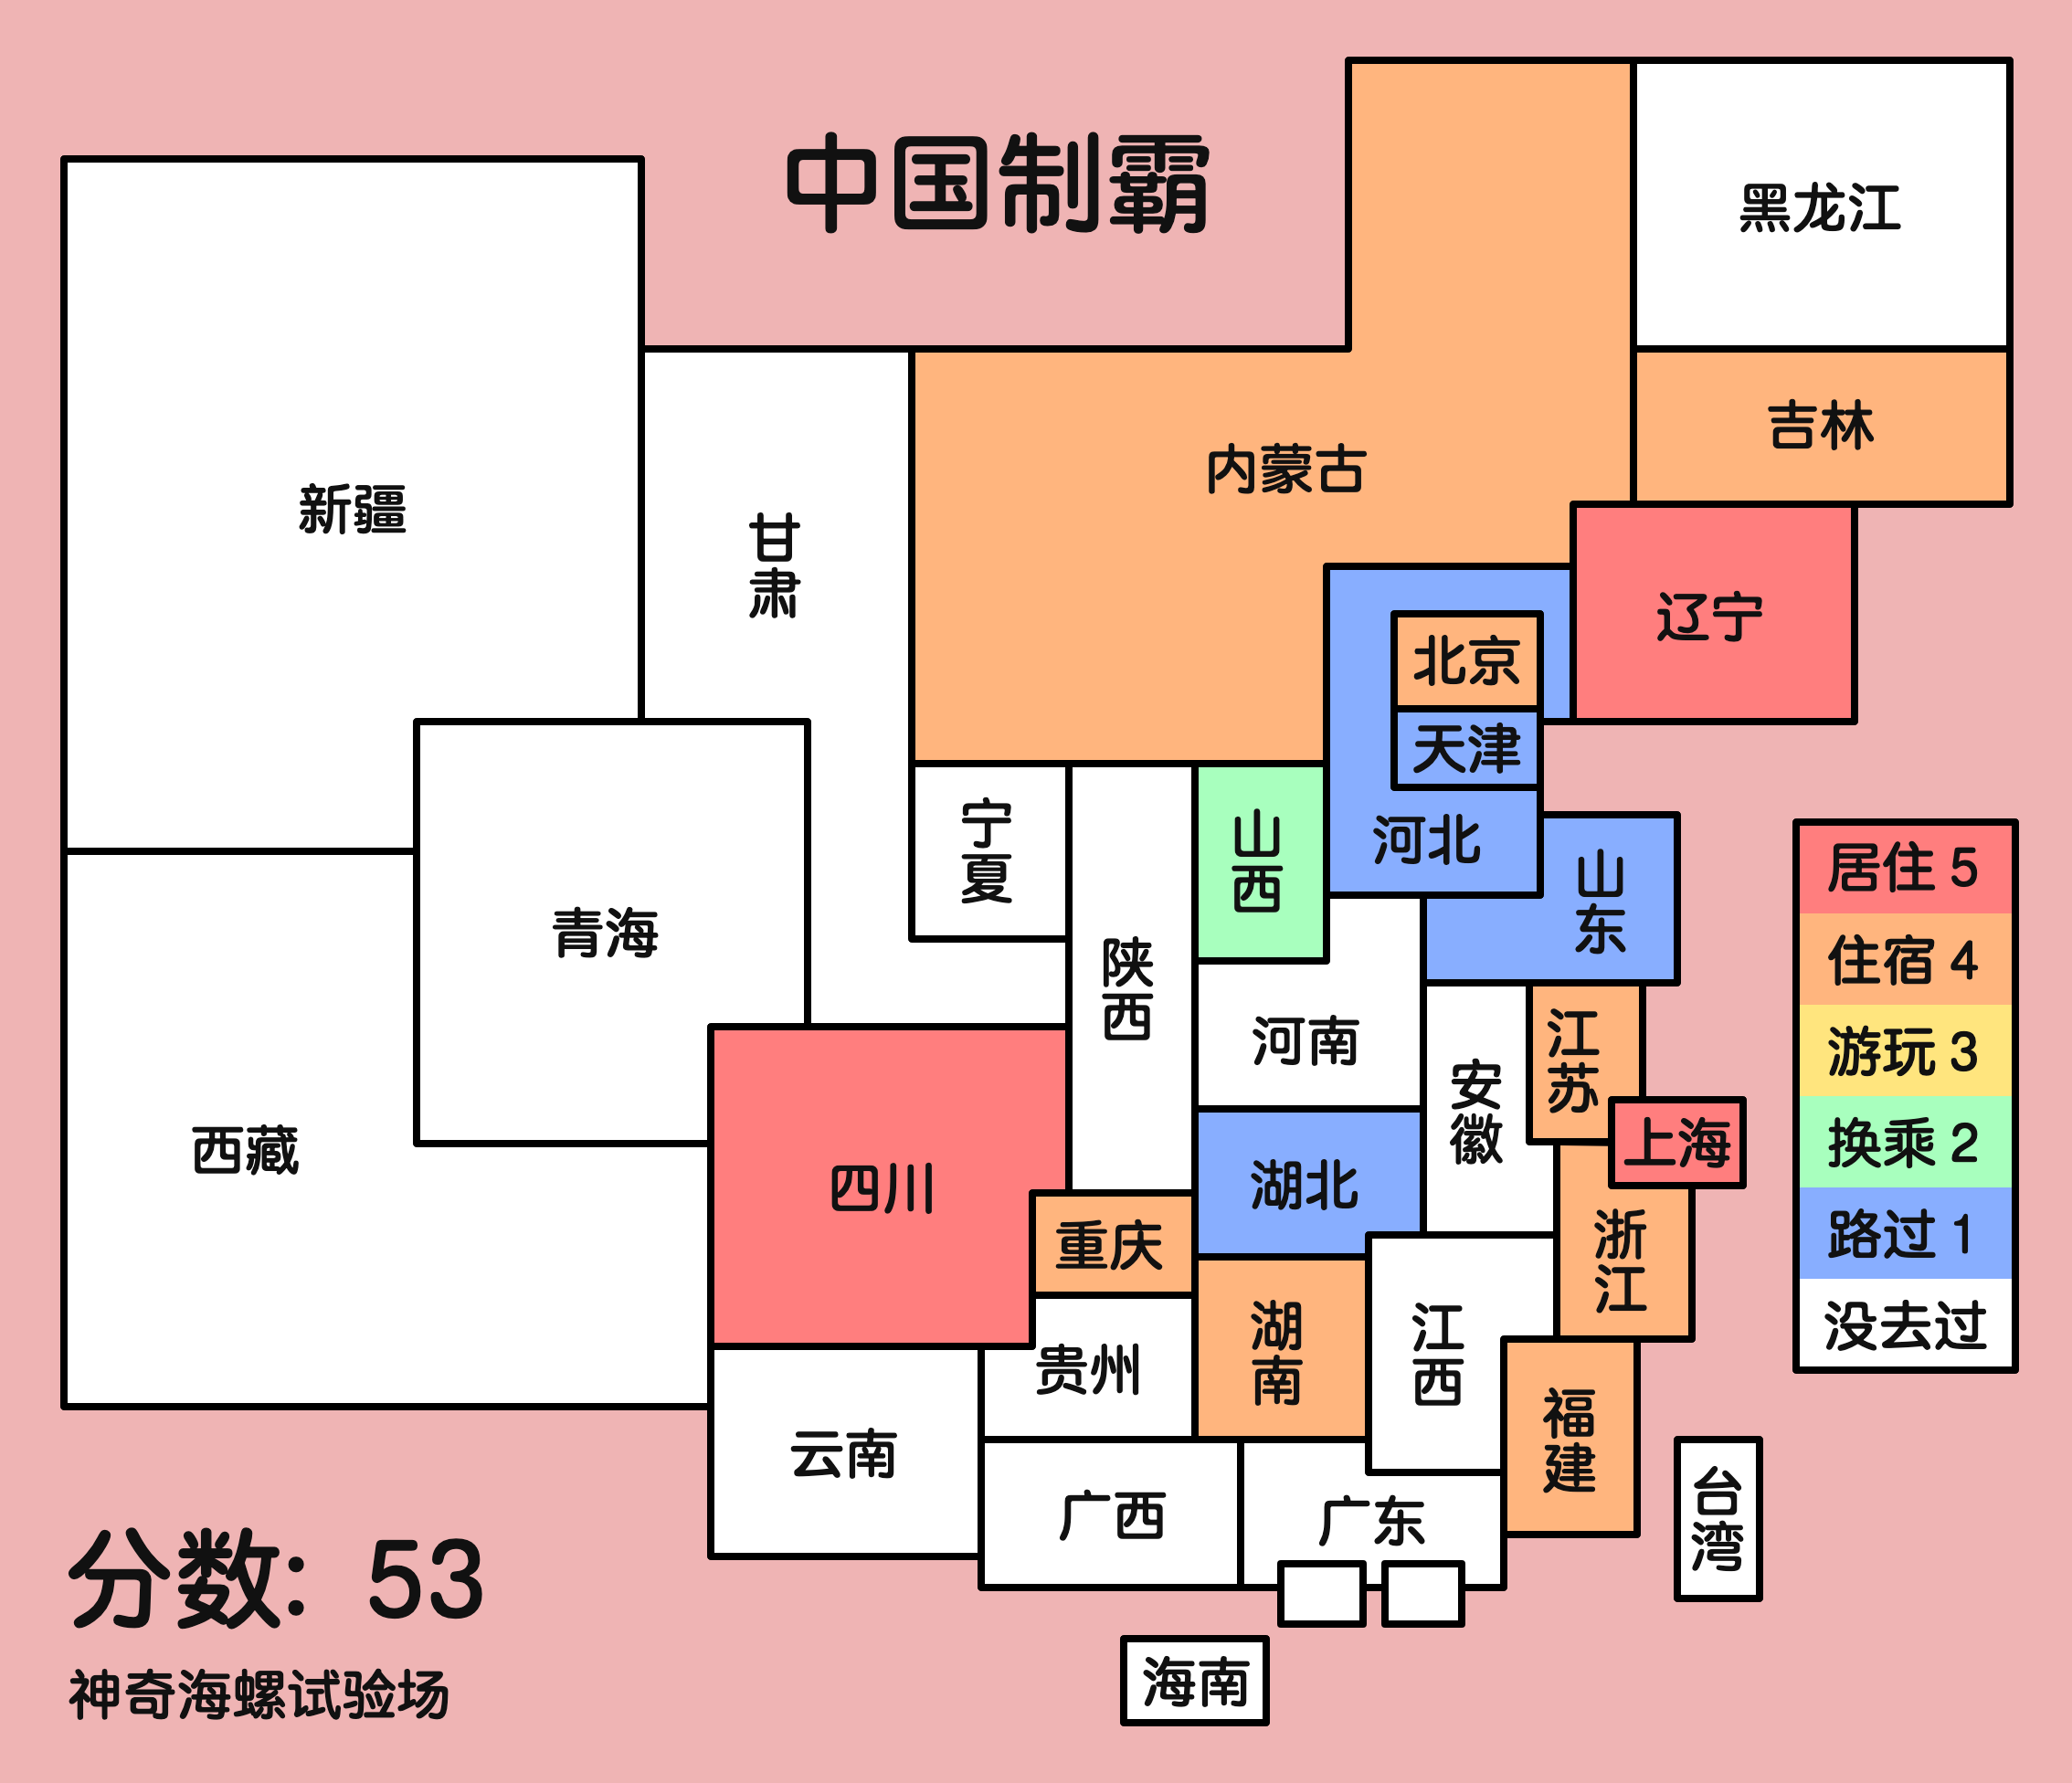 中国制霸
黑龙江
吉林
内蒙古
新疆
甘肃
辽宁
北京
天津
宁夏
山西
河北
山东
青海
陕西
河南
江苏
安徽
西藏
上海
四川
湖北
重庆
浙江
贵州
湖南
江西
云南
福建
广西
广东
台湾
海南
居住 5
住宿 4
游玩 3
换乘 2
路过 1
没去过
分数: 53
神奇海螺试验场